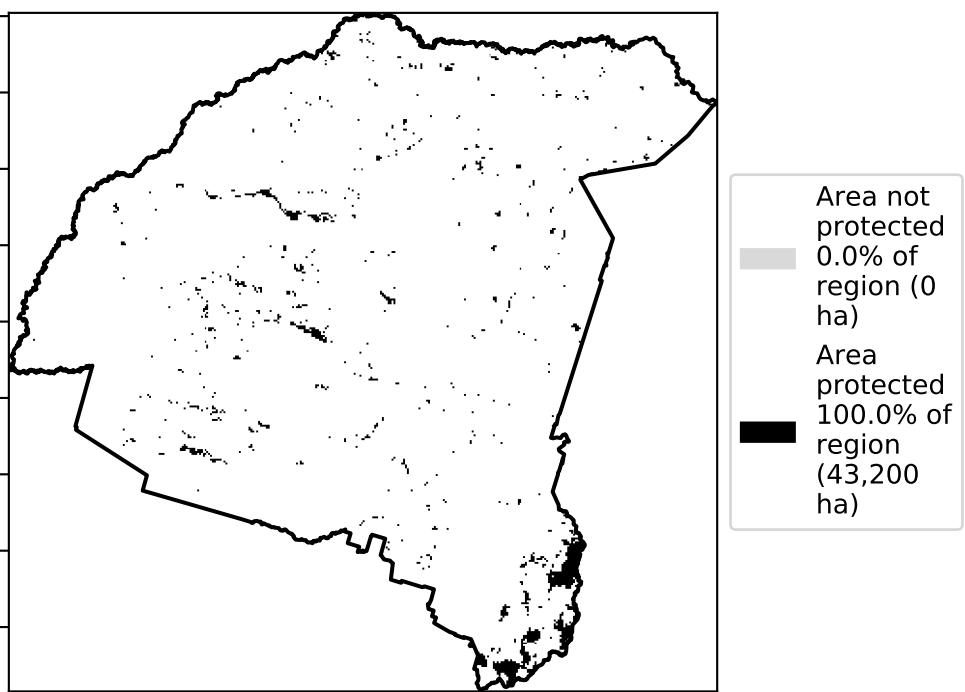 Area not
protected
0.0% of
region (0
ha)
Area
protected
100.0% of
region
(43,200
ha)